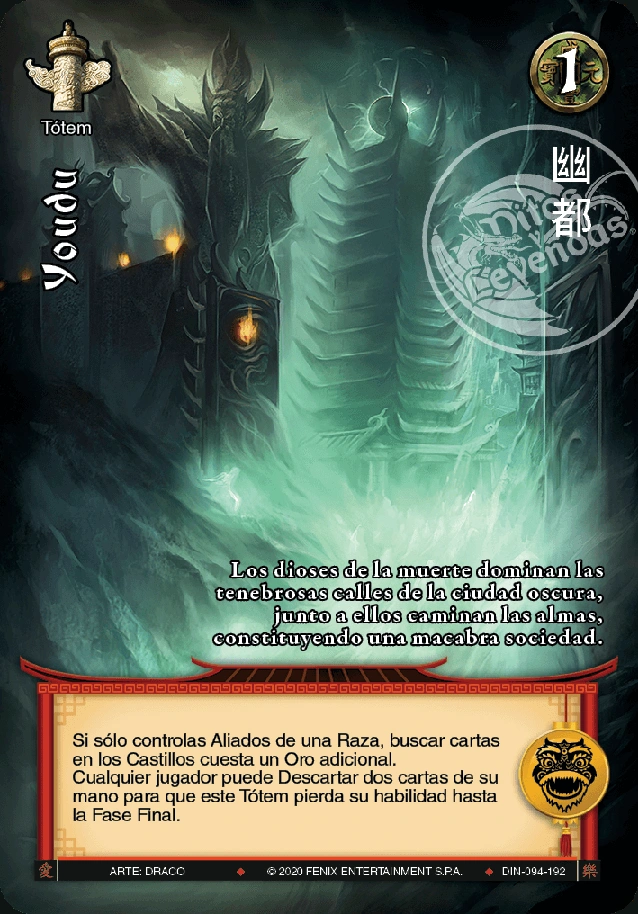 Tótem
1
Youdu
幽都
Mitos y Leyendas
Los dioses de la muerte dominan las
tenebrosas calles de la ciudad oscura,
junto a ellos caminan las almas,
constituyendo una macabra sociedad.
Si sólo controlas Aliados de una Raza, buscar cartas
en los Castillos cuesta un Oro adicional.
Cualquier jugador puede Descartar dos cartas de su
mano para que este Tótem pierda su habilidad hasta
la Fase Final.
ARTE: DRACO ♦ © 2020 FENIX ENTERTAINMENT S.P.A. ♦ DIN-094-192